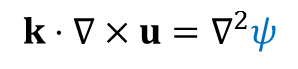 𝐤 · ∇ × 𝐮 = ∇²𝜓